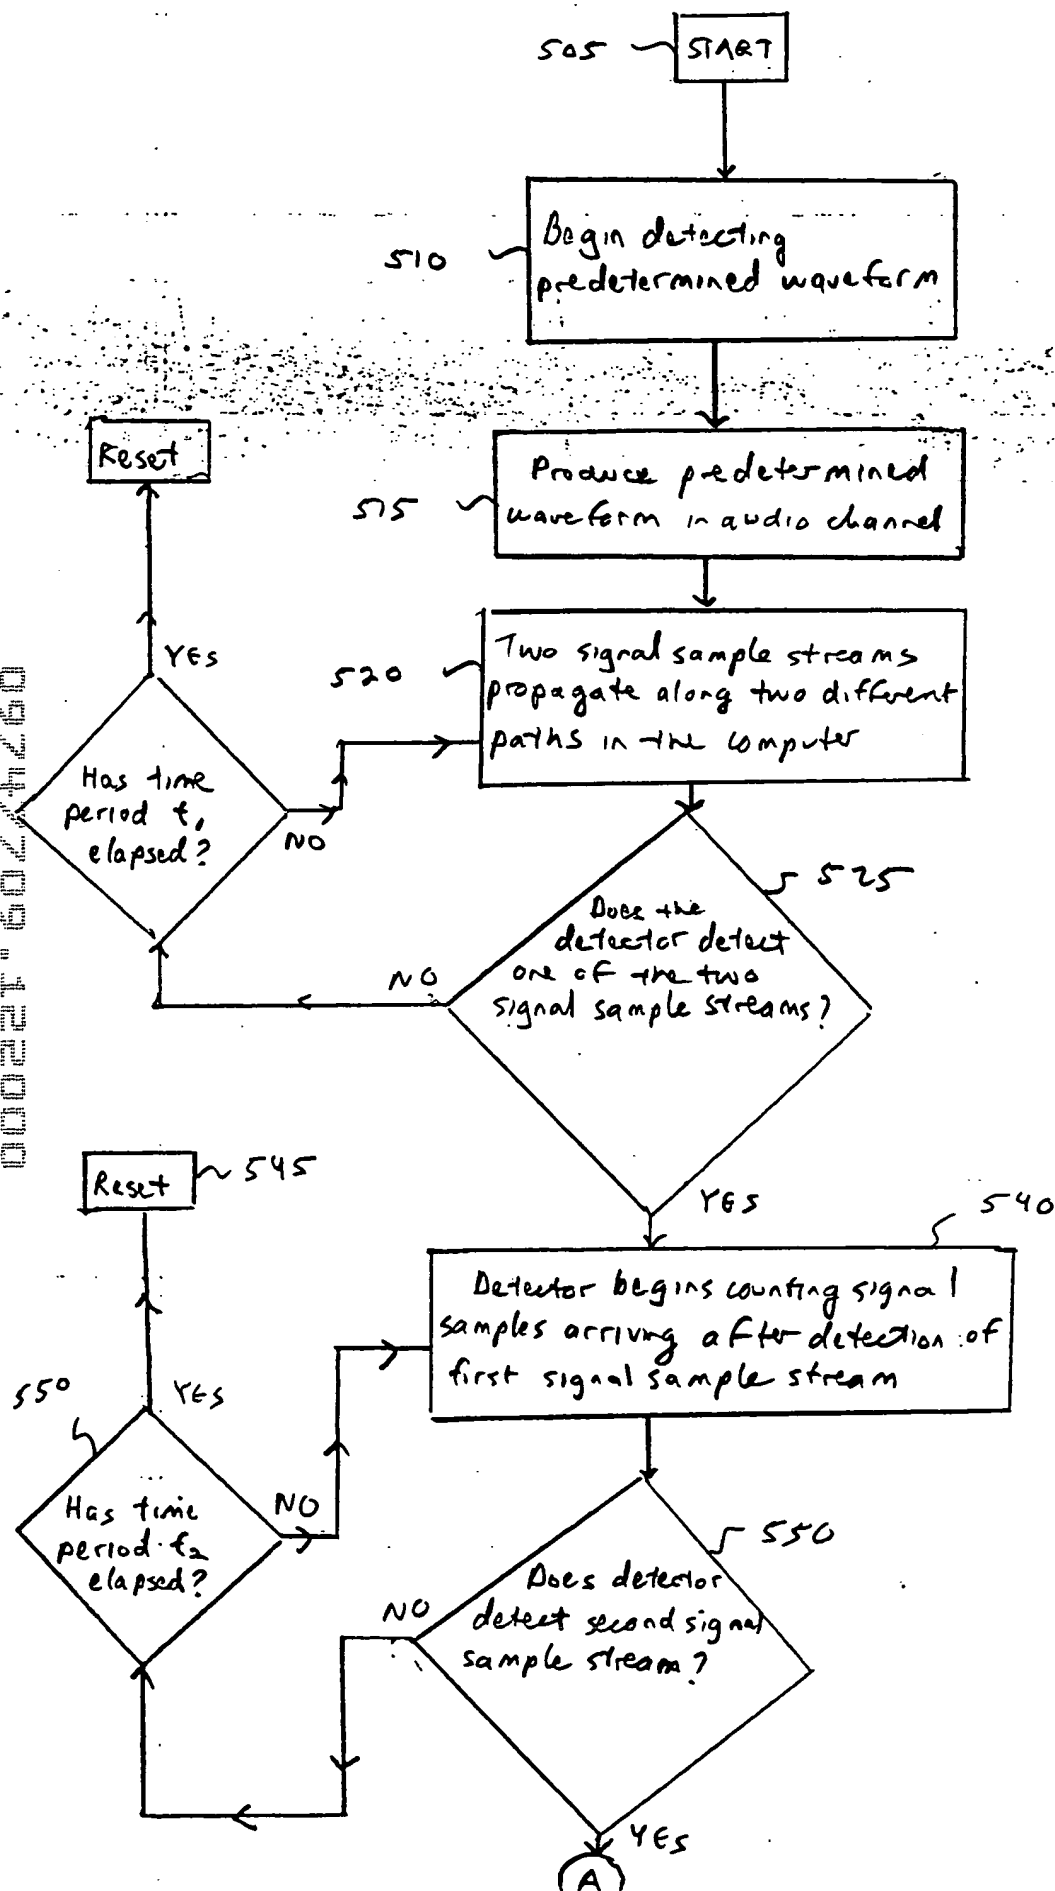 505
START
510
Begin detecting
predetermined waveform
Reset
515
Produce predetermined
waveform in audio channel
YES
520
Two signal sample streams
propagate along two different
paths in the computer
Has time
period t1
elapsed?
NO
525
Does the
detector detect
one of the two
signal sample streams?
NO
09747209.122000
Reset
545
YES
540
Detector begins counting signal
samples arriving after detection of
first signal sample stream
550
YES
Has time
period t2
elapsed?
NO
550
Does detector
detect second signal
sample stream?
NO
YES
A